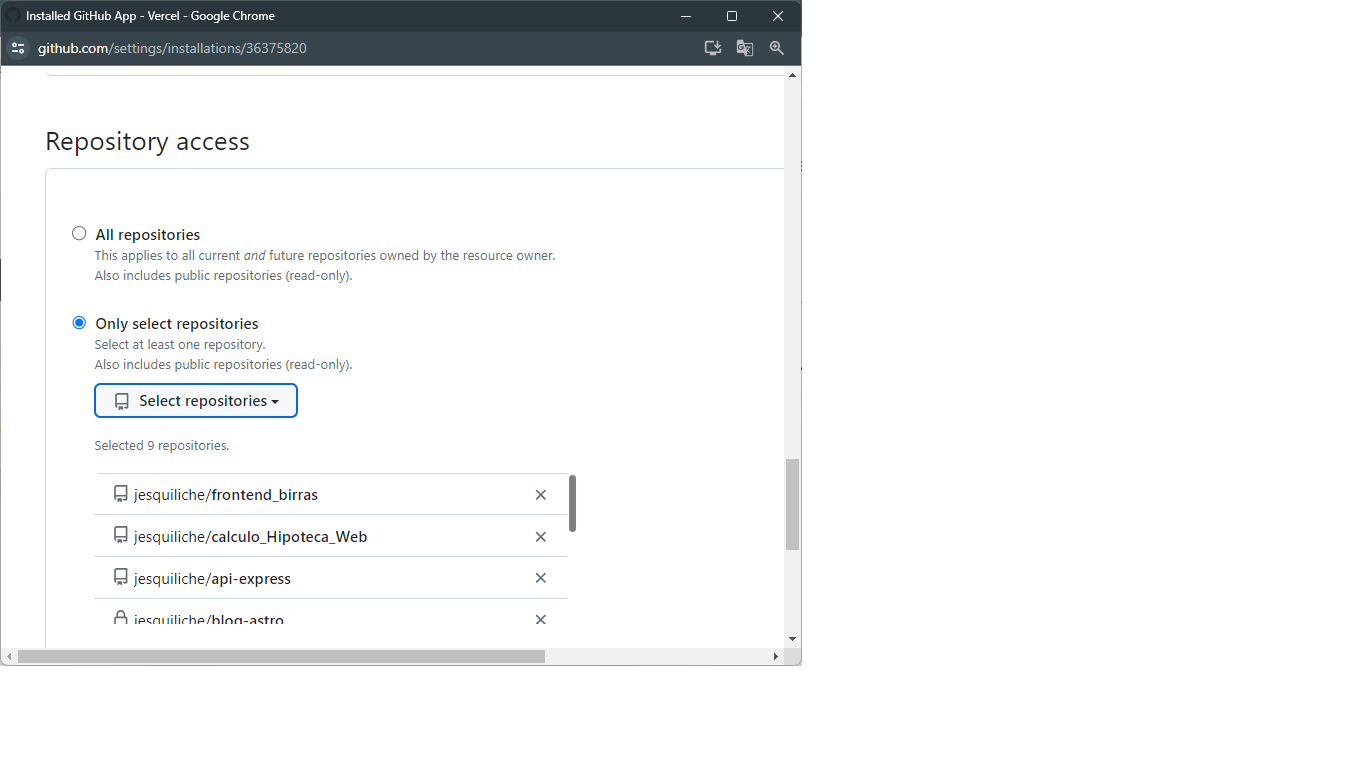 Installed GitHub App - Vercel - Google Chrome
github.com/settings/installations/36375820
Repository access
All repositories
This applies to all current and future repositories owned by the resource owner.
Also includes public repositories (read-only).
Only select repositories
Select at least one repository.
Also includes public repositories (read-only).
Select repositories
Selected 9 repositories.
jesquiliche/frontend_birras
jesquiliche/calculo_Hipoteca_Web
jesquiliche/api-express
jesquiliche/blog-astro